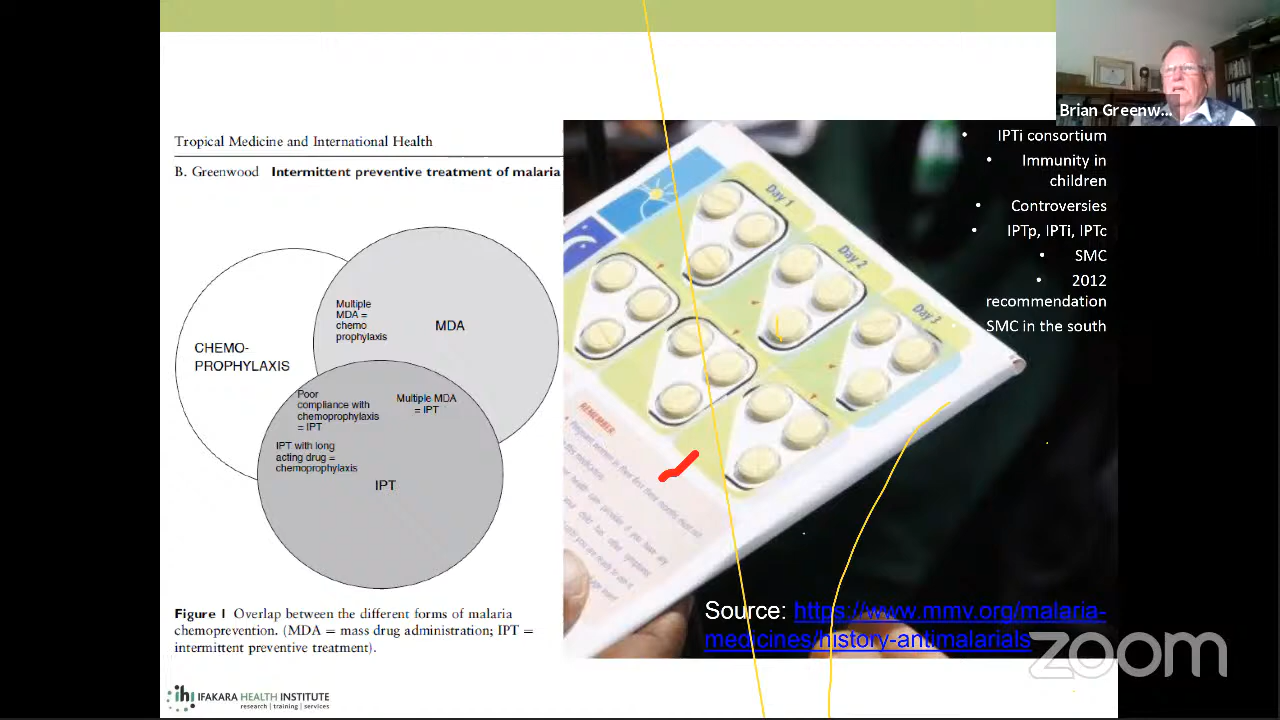 Tropical Medicine and International Health
B. Greenwood Intermittent preventive treatment of malaria
CHEMO-
PROPHYLAXIS
Multiple
MDA =
chemo
prophylaxis
MDA
Poor
compliance with
chemoprophylaxis
= IPT
Multiple MDA
= IPT
IPT with long
acting drug =
chemoprophylaxis
IPT
Figure 1 Overlap between the different forms of malaria
chemoprevention. (MDA = mass drug administration; IPT =
intermittent preventive treatment).
IFAKARA HEALTH INSTITUTE
research | training | services
Day 1
Day 2
Day 3
REMEMBER:
Brian Greenw...
• IPTi consortium
• Immunity in
children
• Controversies
• IPTp, IPTi, IPTc
• SMC
• 2012
recommendation
SMC in the south
Source: https://www.mmv.org/malaria-
medicines/history-antimalarials
zoom